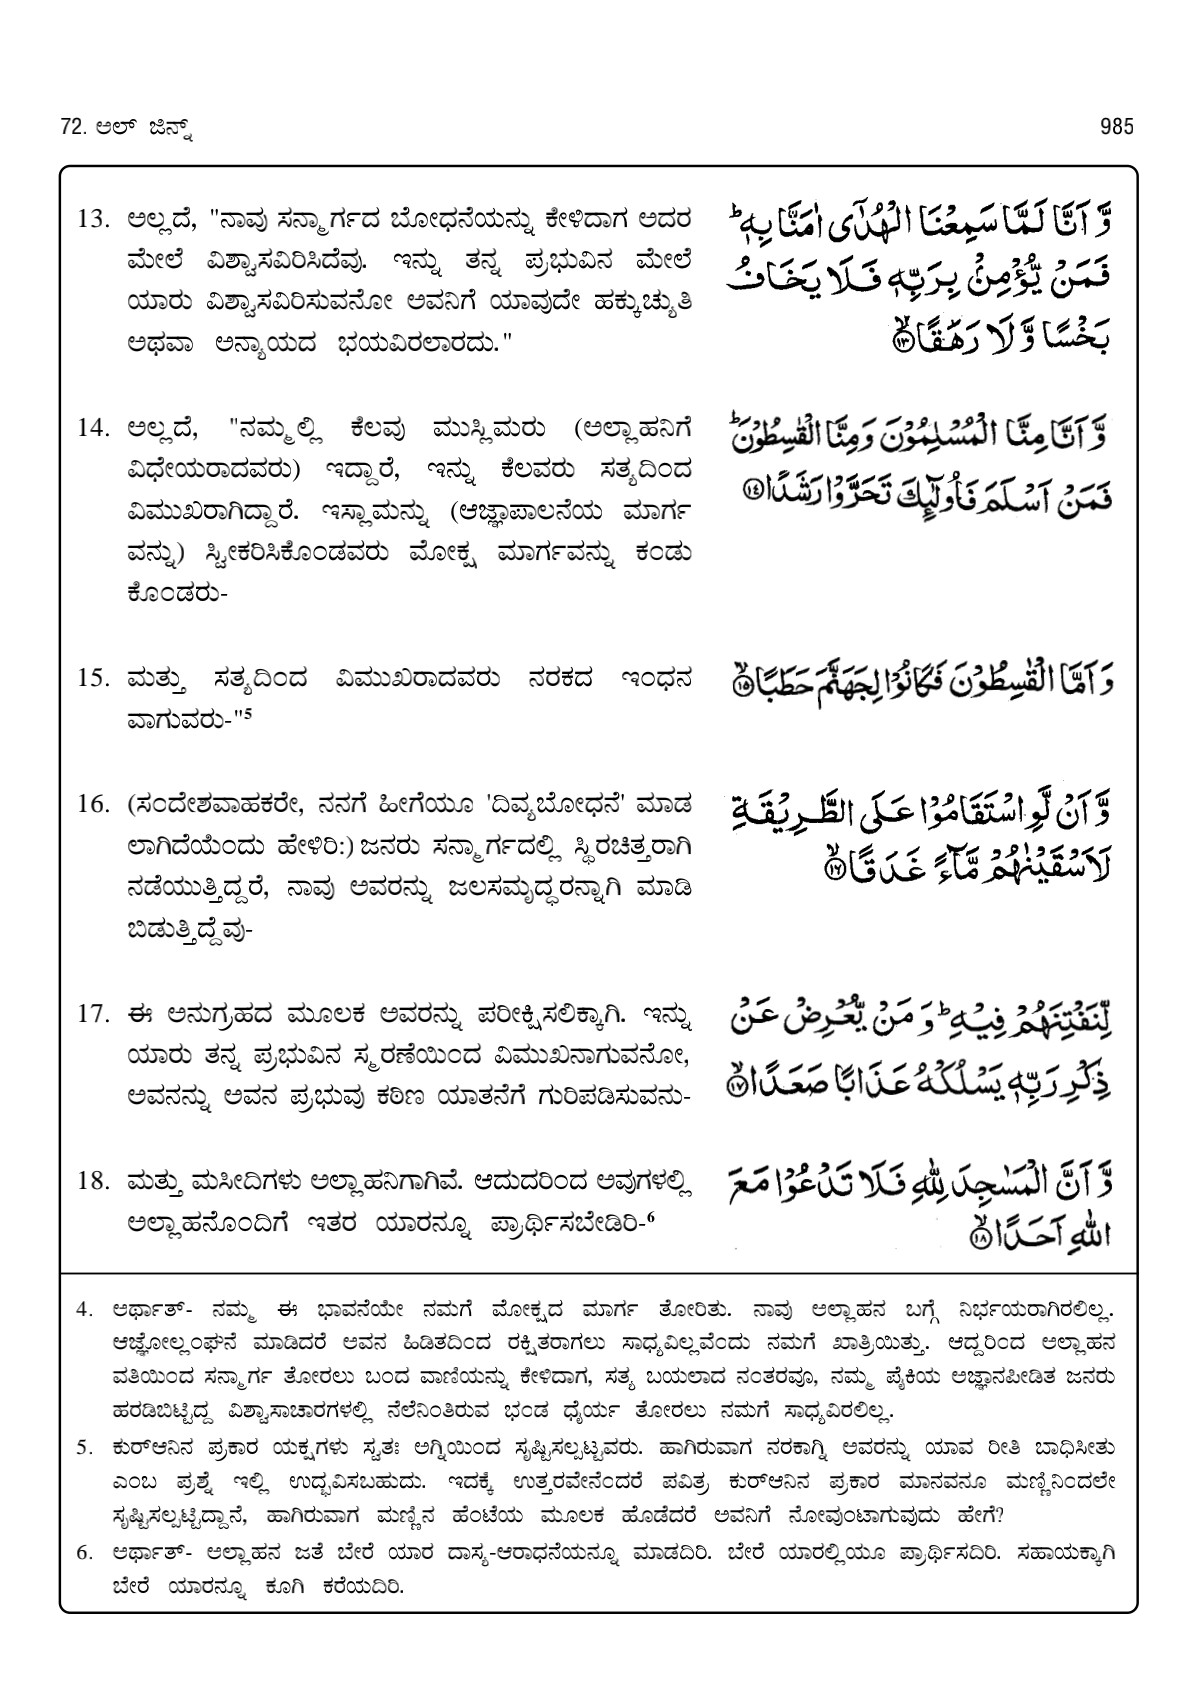 72. ಅಲ್ ಜಿನ್ನ್
985
13. ಅಲ್ಲದೆ, "ನಾವು ಸನ್ಮಾರ್ಗದ ಬೋಧನೆಯನ್ನು ಕೇಳಿದಾಗ ಅದರ
ಮೇಲೆ ವಿಶ್ವಾಸವಿರಿಸಿದೆವು. ಇನ್ನು ತನ್ನ ಪ್ರಭುವಿನ ಮೇಲೆ
ಯಾರು ವಿಶ್ವಾಸವಿರಿಸುವನೋ ಅವನಿಗೆ ಯಾವುದೇ ಹಕ್ಕುಚ್ಯುತಿ
ಅಥವಾ ಅನ್ಯಾಯದ ಭಯವಿರಲಾರದು."
وَّ اَنَّا لَمَّا سَمِعْنَا الْهُدٰٓى اٰمَنَّا بِهٖ ؕ
فَمَنْ يُّؤْمِنْۢ بِرَبِّهٖ فَلَا يَخَافُ
بَخْسًا وَّ لَا رَهَقًا ۙ۱۳
14. ಅಲ್ಲದೆ, "ನಮ್ಮಲ್ಲಿ ಕೆಲವು ಮುಸ್ಲಿಮರು (ಅಲ್ಲಾಹನಿಗೆ
ವಿಧೇಯರಾದವರು) ಇದ್ದಾರೆ, ಇನ್ನು ಕೆಲವರು ಸತ್ಯದಿಂದ
ವಿಮುಖರಾಗಿದ್ದಾರೆ. ಇಸ್ಲಾಮನ್ನು (ಆಜ್ಞಾಪಾಲನೆಯ ಮಾರ್ಗ
ವನ್ನು) ಸ್ವೀಕರಿಸಿಕೊಂಡವರು ಮೋಕ್ಷ ಮಾರ್ಗವನ್ನು ಕಂಡು
ಕೊಂಡರು-
وَّ اَنَّا مِنَّا الْمُسْلِمُوْنَ وَ مِنَّا الْقٰسِطُوْنَ ؕ
فَمَنْ اَسْلَمَ فَاُولٰٓئِكَ تَحَرَّوْا رَشَدًا ۱۴
15. ಮತ್ತು ಸತ್ಯದಿಂದ ವಿಮುಖರಾದವರು ನರಕದ ಇಂಧನ
ವಾಗುವರು-"5
وَ اَمَّا الْقٰسِطُوْنَ فَكَانُوْا لِجَهَنَّمَ حَطَبًا ۙ۱۵
16. (ಸಂದೇಶವಾಹಕರೇ, ನನಗೆ ಹೀಗೆಯೂ 'ದಿವ್ಯಬೋಧನೆ' ಮಾಡ
ಲಾಗಿದೆಯೆಂದು ಹೇಳಿರಿ:) ಜನರು ಸನ್ಮಾರ್ಗದಲ್ಲಿ ಸ್ಥಿರಚಿತ್ತರಾಗಿ
ನಡೆಯುತ್ತಿದ್ದರೆ, ನಾವು ಅವರನ್ನು ಜಲಸಮೃದ್ಧರನ್ನಾಗಿ ಮಾಡಿ
ಬಿಡುತ್ತಿದ್ದೆವು-
وَّ اَنْ لَّوِ اسْتَقَامُوْا عَلَى الطَّرِيْقَةِ
لَاَسْقَيْنٰهُمْ مَّآءً غَدَقًا ۙ۱۶
17. ಈ ಅನುಗ್ರಹದ ಮೂಲಕ ಅವರನ್ನು ಪರೀಕ್ಷಿಸಲಿಕ್ಕಾಗಿ. ಇನ್ನು
ಯಾರು ತನ್ನ ಪ್ರಭುವಿನ ಸ್ಮರಣೆಯಿಂದ ವಿಮುಖನಾಗುವನೋ,
ಅವನನ್ನು ಅವನ ಪ್ರಭುವು ಕಠಿಣ ಯಾತನೆಗೆ ಗುರಿಪಡಿಸುವನು-
لِّنَفْتِنَهُمْ فِيْهِ ؕ وَ مَنْ يُّعْرِضْ عَنْ
ذِكْرِ رَبِّهٖ يَسْلُكْهُ عَذَابًا صَعَدًا ۙ۱۷
18. ಮತ್ತು ಮಸೀದಿಗಳು ಅಲ್ಲಾಹನಿಗಾಗಿವೆ. ಆದುದರಿಂದ ಅವುಗಳಲ್ಲಿ
ಅಲ್ಲಾಹನೊಂದಿಗೆ ಇತರ ಯಾರನ್ನೂ ಪ್ರಾರ್ಥಿಸಬೇಡಿರಿ-6
وَّ اَنَّ الْمَسٰجِدَ لِلّٰهِ فَلَا تَدْعُوْا مَعَ
اللّٰهِ اَحَدًا ۙ۱۸
4. ಅರ್ಥಾತ್- ನಮ್ಮ ಈ ಭಾವನೆಯೇ ನಮಗೆ ಮೋಕ್ಷದ ಮಾರ್ಗ ತೋರಿತು. ನಾವು ಅಲ್ಲಾಹನ ಬಗ್ಗೆ ನಿರ್ಭಯರಾಗಿರಲಿಲ್ಲ.
ಆಜ್ಞೋಲ್ಲಂಘನೆ ಮಾಡಿದರೆ ಅವನ ಹಿಡಿತದಿಂದ ರಕ್ಷಿತರಾಗಲು ಸಾಧ್ಯವಿಲ್ಲವೆಂದು ನಮಗೆ ಖಾತ್ರಿಯಿತ್ತು. ಆದ್ದರಿಂದ ಅಲ್ಲಾಹನ
ವತಿಯಿಂದ ಸನ್ಮಾರ್ಗ ತೋರಲು ಬಂದ ವಾಣಿಯನ್ನು ಕೇಳಿದಾಗ, ಸತ್ಯ ಬಯಲಾದ ನಂತರವೂ, ನಮ್ಮ ಪೈಕಿಯ ಅಜ್ಞಾನಪೀಡಿತ ಜನರು
ಹರಡಿಬಿಟ್ಟಿದ್ದ ವಿಶ್ವಾಸಾಚಾರಗಳಲ್ಲಿ ನೆಲೆನಿಂತಿರುವ ಭಂಡ ಧೈರ್ಯ ತೋರಲು ನಮಗೆ ಸಾಧ್ಯವಿರಲಿಲ್ಲ.
5. ಕುರ್‌ಆನಿನ ಪ್ರಕಾರ ಯಕ್ಷಗಳು ಸ್ವತಃ ಅಗ್ನಿಯಿಂದ ಸೃಷ್ಟಿಸಲ್ಪಟ್ಟವರು. ಹಾಗಿರುವಾಗ ನರಕಾಗ್ನಿ ಅವರನ್ನು ಯಾವ ರೀತಿ ಬಾಧಿಸೀತು
ಎಂಬ ಪ್ರಶ್ನೆ ಇಲ್ಲಿ ಉದ್ಭವಿಸಬಹುದು. ಇದಕ್ಕೆ ಉತ್ತರವೇನೆಂದರೆ ಪವಿತ್ರ ಕುರ್‌ಆನಿನ ಪ್ರಕಾರ ಮಾನವನೂ ಮಣ್ಣಿನಿಂದಲೇ
ಸೃಷ್ಟಿಸಲ್ಪಟ್ಟಿದ್ದಾನೆ, ಹಾಗಿರುವಾಗ ಮಣ್ಣಿನ ಹೆಂಟೆಯ ಮೂಲಕ ಹೊಡೆದರೆ ಅವನಿಗೆ ನೋವುಂಟಾಗುವುದು ಹೇಗೆ?
6. ಅರ್ಥಾತ್- ಅಲ್ಲಾಹನ ಜತೆ ಬೇರೆ ಯಾರ ದಾಸ್ಯ-ಆರಾಧನೆಯನ್ನೂ ಮಾಡದಿರಿ. ಬೇರೆ ಯಾರಲ್ಲಿಯೂ ಪ್ರಾರ್ಥಿಸದಿರಿ. ಸಹಾಯಕ್ಕಾಗಿ
ಬೇರೆ ಯಾರನ್ನೂ ಕೂಗಿ ಕರೆಯದಿರಿ.